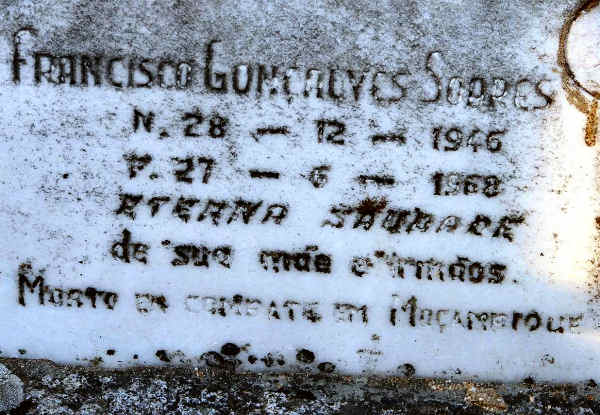 Francisco Gonçalves Soares
N. 28 - 12 - 1946
F. 27 - 6 - 1968
Eterna Saudade
de sua mãe e irmãos.
Morto em combate em Moçambique